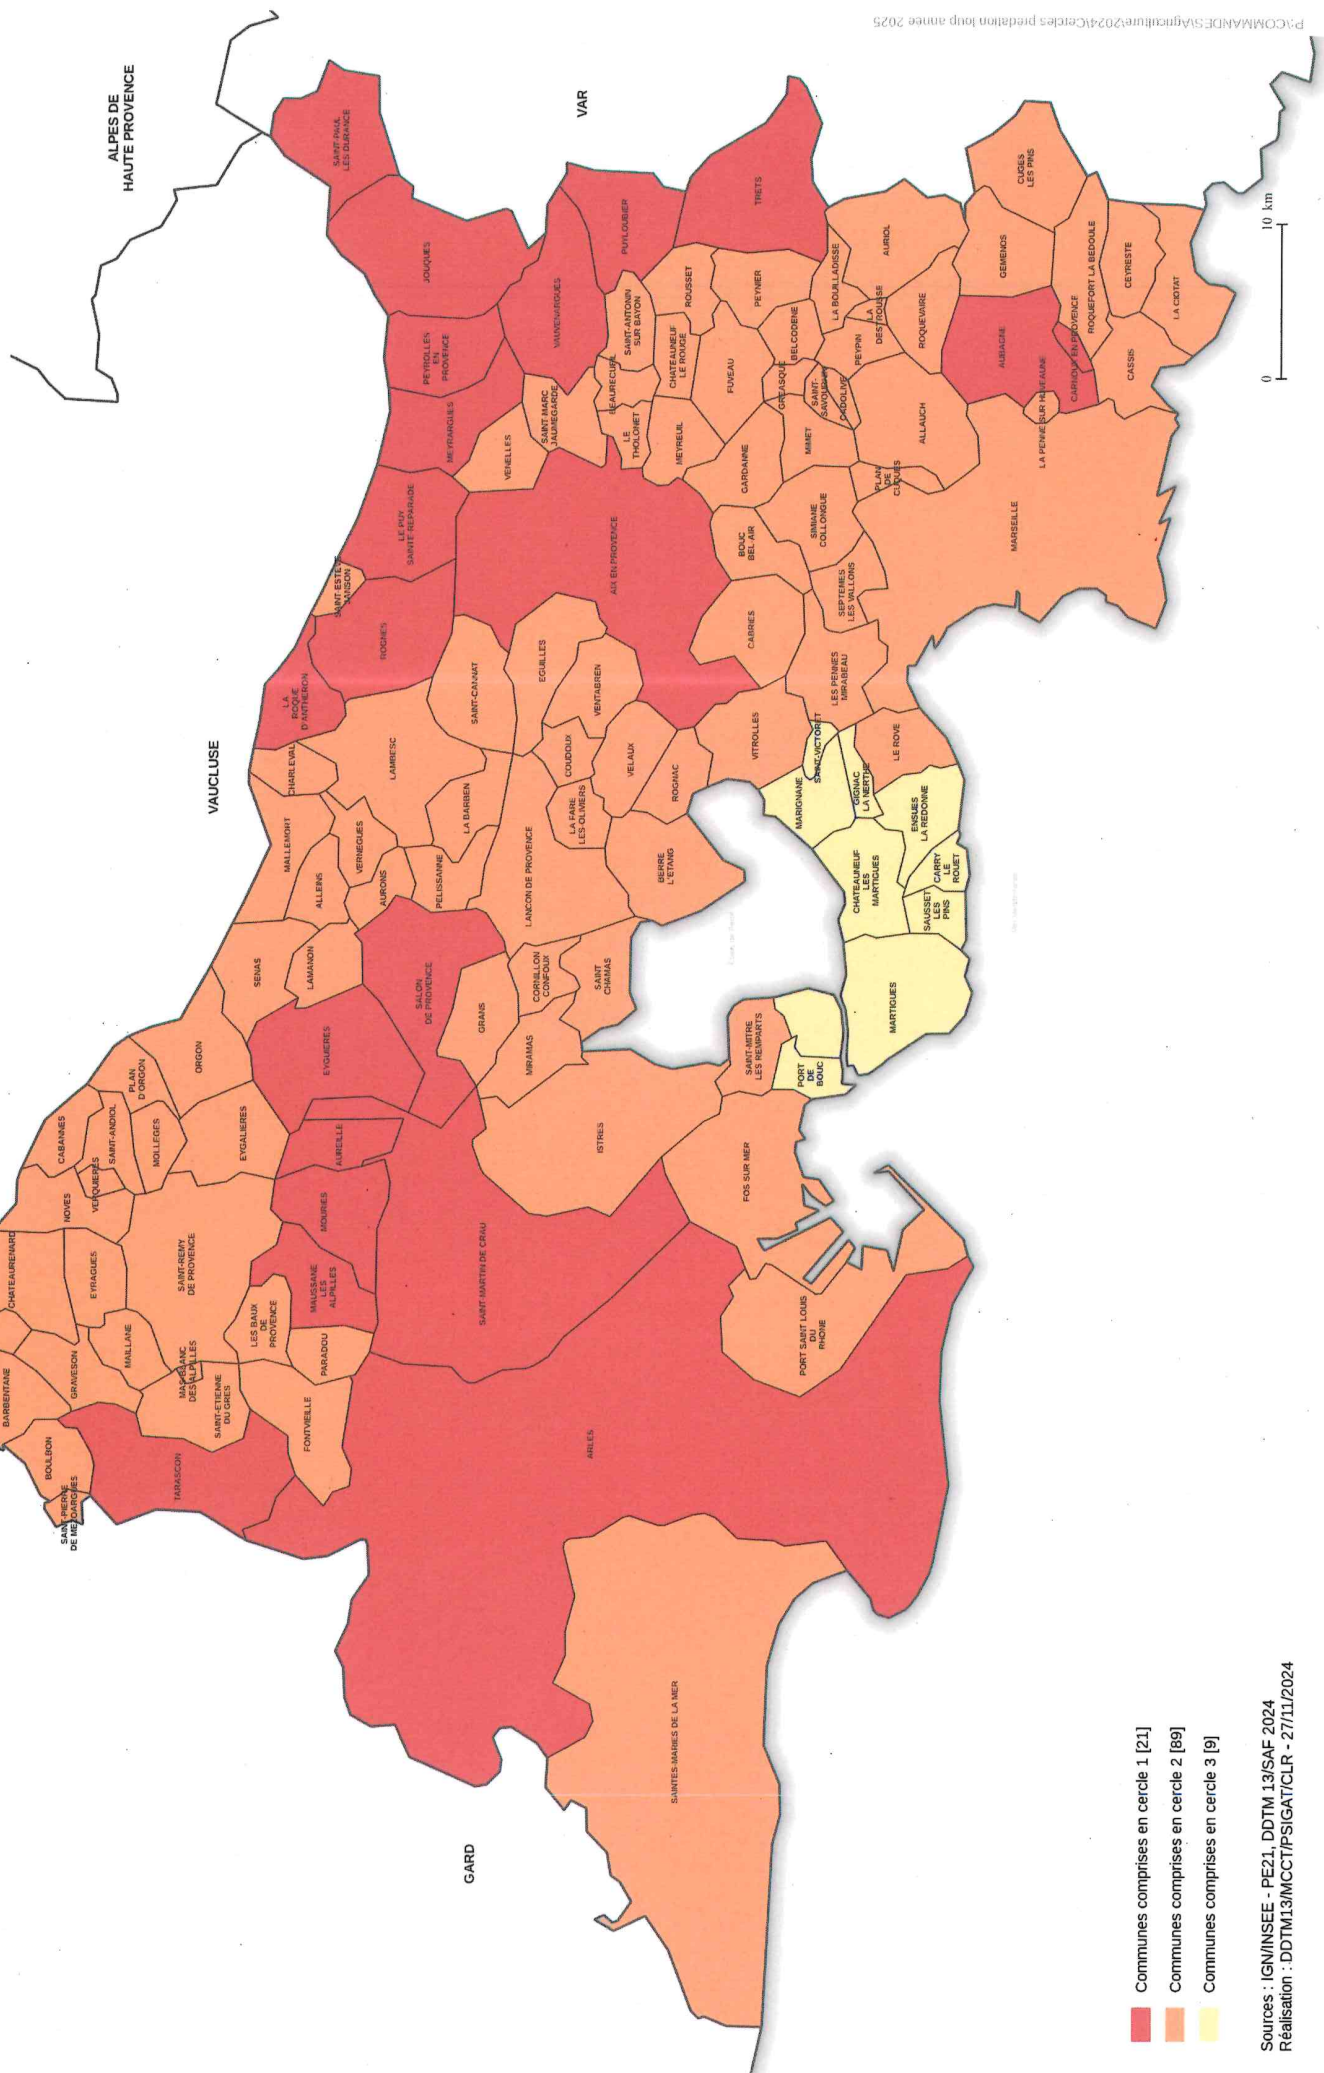 P:\COMMANDES\Agriculture\2024\Cercles predation loup annee 2025
ALPES DE
HAUTE PROVENCE
VAR
VAUCLUSE
GARD
SAINT-PAUL
LES DURANCE
JOUQUES
PEYROLLES
EN
PROVENCE
MEYRARGUES
LE PUY
SAINTE-REPARADE
SAINT-ESTEVE
JANSON
ROGNES
LA
ROQUE
D'ANTHERON
CHARLEVAL
MALLEMORT
ALLEINS
VERNEGUES
LAMBESC
SAINT-CANNAT
LA BARBEN
AURONS
PELISSANNE
SENAS
LAMANON
ORGON
PLAN
D'ORGON
CABANNES
SAINT-ANDIOL
MOLLEGES
VERQUIERES
NOVES
CHATEAURENARD
EYRAGUES
BARBENTANE
GRAVESON
MAILLANE
BOULBON
SAINT-PIERRE
DE MEZOARGUES
TARASCON
MAS-BLANC
DES ALPILLES
SAINT-ETIENNE
DU GRES
SAINT-REMY
DE PROVENCE
EYGALIERES
EYGUIERES
AUREILLE
MOURIES
MAUSSANE
LES
ALPILLES
LES BAUX
DE
PROVENCE
PARADOU
FONTVIEILLE
ARLES
SAINT-MARTIN DE CRAU
SAINTES-MARIES DE LA MER
PORT SAINT LOUIS
DU
RHONE
FOS SUR MER
ISTRES
MIRAMAS
GRANS
SALON
DE PROVENCE
CORNILLON
CONFOUX
SAINT
CHAMAS
LANCON DE PROVENCE
LA FARE
LES-OLIVIERS
COUDOUX
VENTABREN
EGUILLES
VELAUX
ROGNAC
BERRE
L'ETANG
AIX EN PROVENCE
VENELLES
SAINT-MARC
JAUMEGARDE
VAUVENARGUES
PUYLOUBIER
SAINT-ANTONIN
SUR BAYON
BEAURECUEIL
LE
THOLONET
CHATEAUNEUF
LE ROUGE
ROUSSET
MEYREUIL
TRETS
PEYNIER
FUVEAU
GARDANNE
BELCODENE
GREASQUE
SAINT-
SAVOURNIN
CADOLIVE
MIMET
LA BOUILLADISSE
PEYPIN
LA
DESTROUSSE
AURIOL
ROQUEVAIRE
ALLAUCH
PLAN
DE
CUQUES
SIMIANE
COLLONGUE
BOUC
BEL AIR
CABRIES
SEPTEMES
LES VALLONS
LES PENNES
MIRABEAU
VITROLLES
SAINT-VICTORET
MARIGNANE
GIGNAC
LA NERTHE
LE ROVE
ENSUES
LA REDONNE
CARRY
LE
ROUET
SAUSSET
LES
PINS
CHATEAUNEUF
LES
MARTIGUES
MARTIGUES
SAINT-MITRE
LES REMPARTS
PORT
DE
BOUC
MARSEILLE
LA PENNE SUR HUVEAUNE
AUBAGNE
CARNOUX EN PROVENCE
GEMENOS
CUGES
LES PINS
ROQUEFORT LA BEDOULE
CASSIS
CEYRESTE
LA CIOTAT
0
10 km
Communes comprises en cercle 1 [21]
Communes comprises en cercle 2 [89]
Communes comprises en cercle 3 [9]
Sources : IGN/INSEE - PE21, DDTM 13/SAF 2024
Réalisation : DDTM13/MCCT/PSIGAT/CLR - 27/11/2024